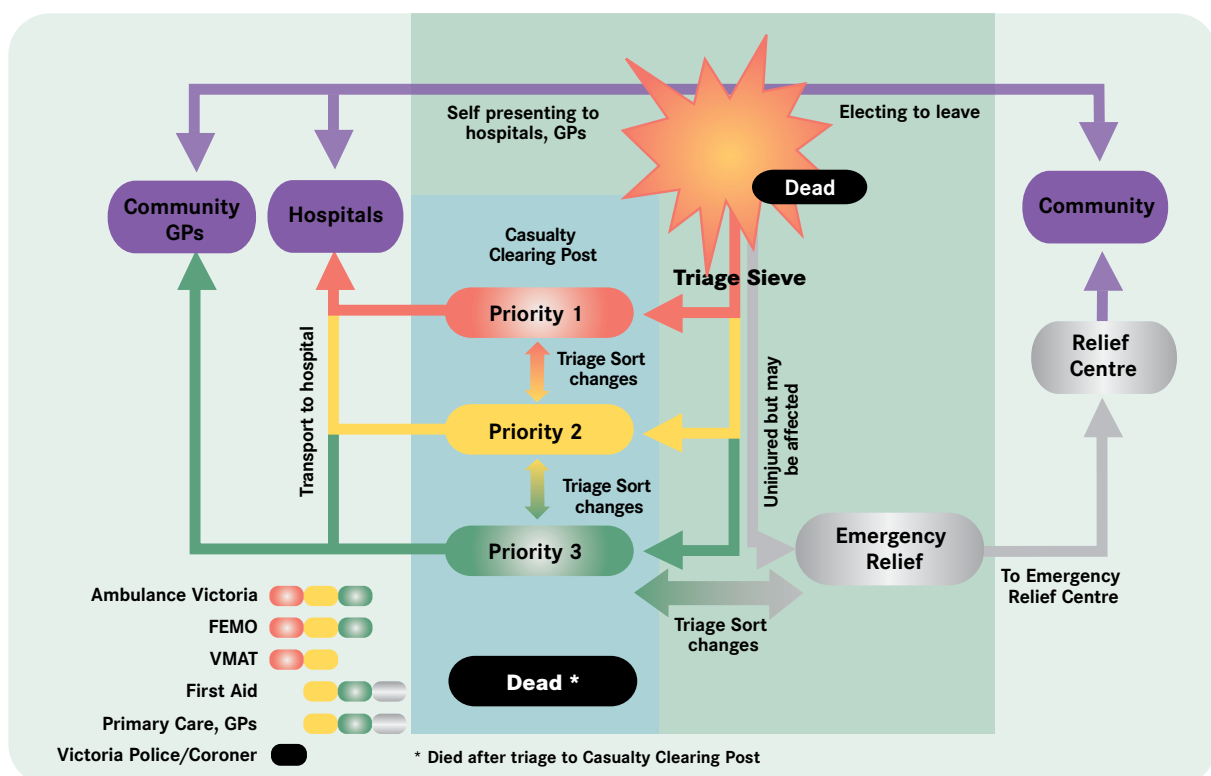 Self presenting to
hospitals, GPs
Electing to leave
Dead
Community
GPs
Hospitals
Community
Casualty
Clearing Post
Triage Sieve
Priority 1
Triage Sort
changes
Relief
Centre
Transport to hospital
Uninjured but may
be affected
Priority 2
Triage Sort
changes
Priority 3
Emergency
Relief
To Emergency
Relief Centre
Triage Sort
changes
Dead *
Ambulance Victoria
FEMO
VMAT
First Aid
Primary Care, GPs
Victoria Police/Coroner
* Died after triage to Casualty Clearing Post